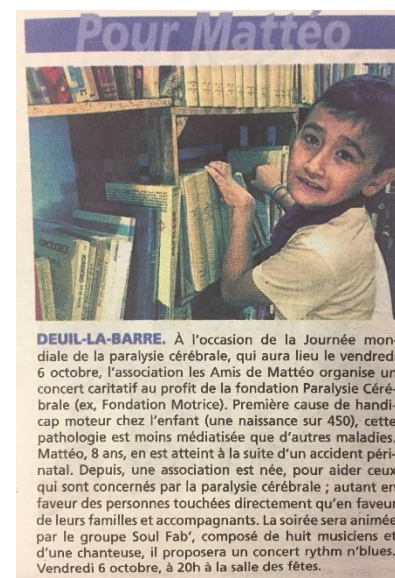 Pour Mattéo
DEUIL-LA-BARRE. À l'occasion de la Journée mon-
diale de la paralysie cérébrale, qui aura lieu le vendred
6 octobre, l'association les Amis de Mattéo organise un
concert caritatif au profit de la fondation Paralysie Céré-
brale (ex, Fondation Motrice). Première cause de handi-
cap moteur chez l'enfant (une naissance sur 450), cette
pathologie est moins médiatisée que d'autres maladies.
Mattéo, 8 ans, en est atteint à la suite d'un accident péri-
natal. Depuis, une association est née, pour aider ceux
qui sont concernés par la paralysie cérébrale ; autant en
faveur des personnes touchées directement qu'en faveur
de leurs familles et accompagnants. La soirée sera animée
par le groupe Soul Fab', composé de huit musiciens et
d'une chanteuse, il proposera un concert rythm n'blues.
Vendredi 6 octobre, à 20h à la salle des fêtes.